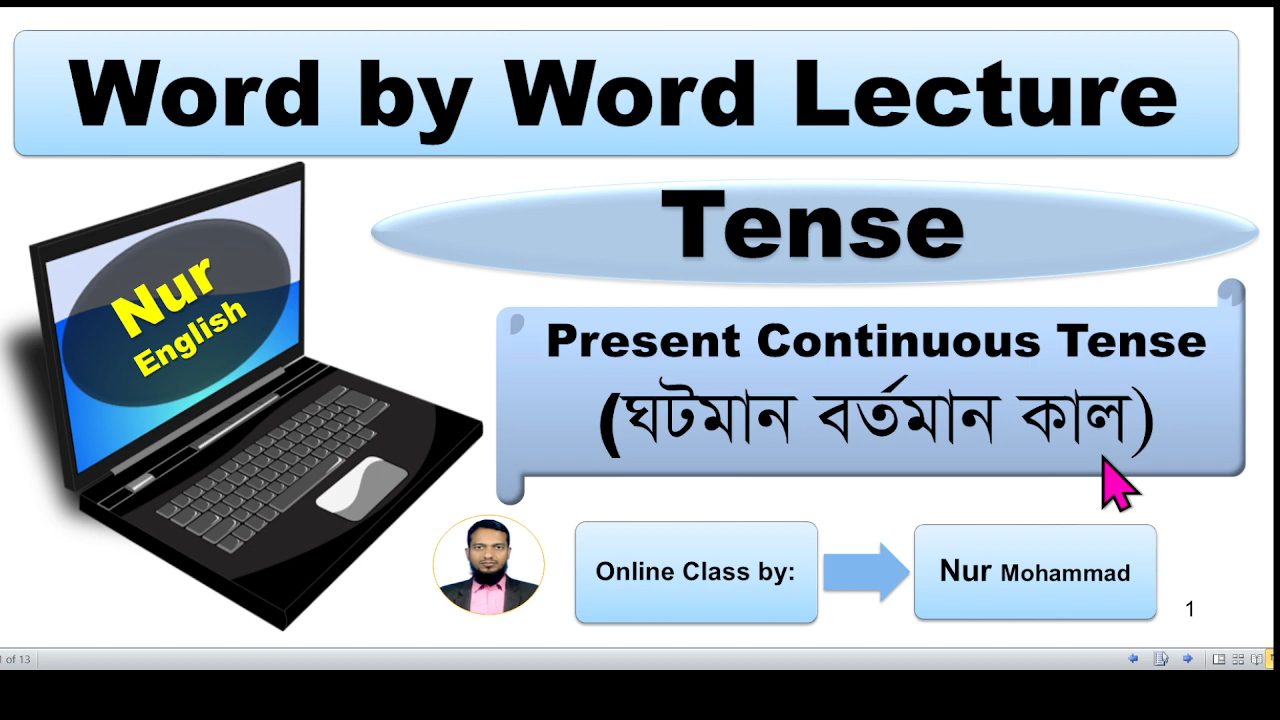 Word by Word Lecture
Tense
Nur
English
Present Continuous Tense
(ঘটমান বর্তমান কাল)
Online Class by:
Nur Mohammad
1
of 13